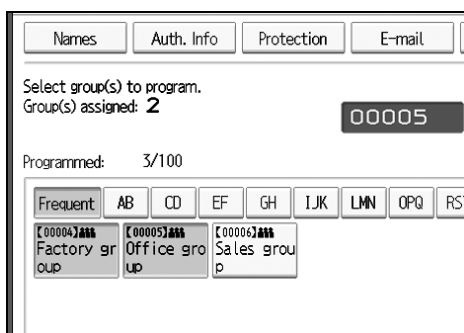 Names Auth. Info Protection E-mail
Select group(s) to program.
Group(s) assigned: 2
00005
Programmed: 3/100
Frequent AB CD EF GH IJK LMN OPQ RST
[00004] [00005] [00006]
Factory gr Office gro Sales grou
oup up p